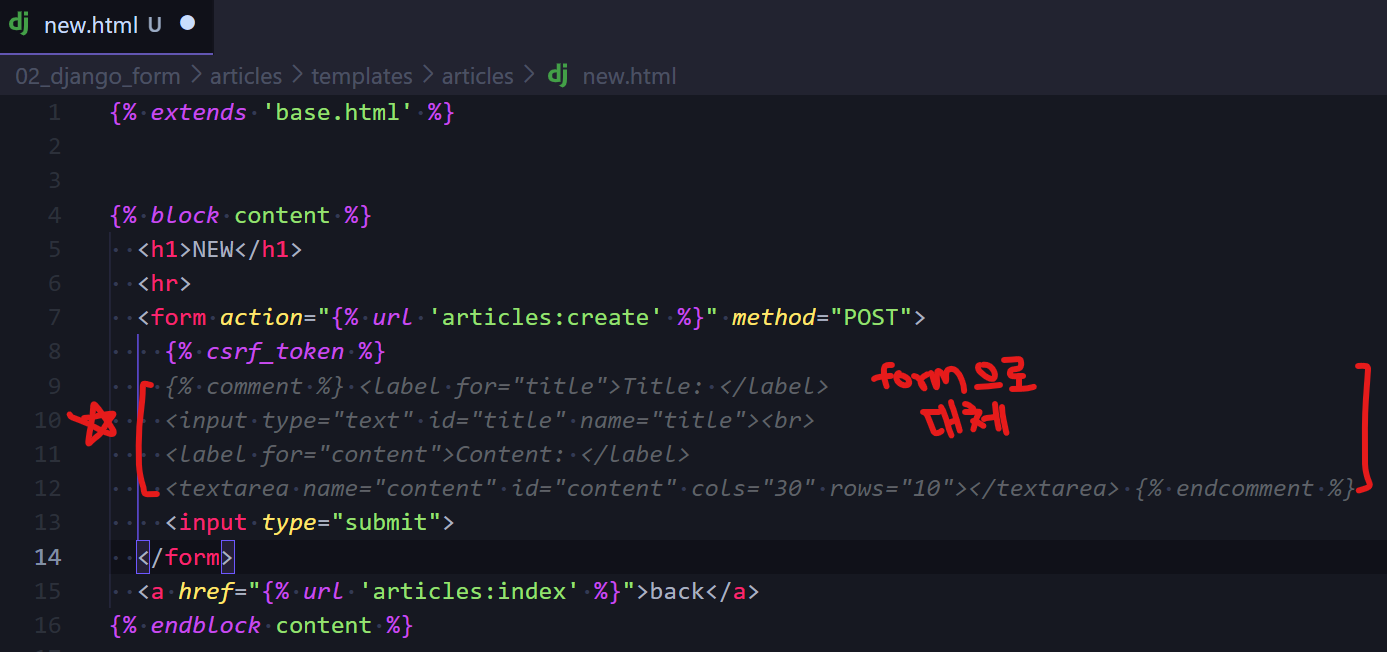 dj new.html U
02_django_form > articles > templates > articles > dj new.html
1 {% extends 'base.html' %}
2
3
4 {% block content %}
5 <h1>NEW</h1>
6 <hr>
7 <form action="{% url 'articles:create' %}" method="POST">
8 {% csrf_token %}
9 {% comment %} <label for="title">Title: </label>
form으로
10 <input type="text" id="title" name="title"><br>
대체
11 <label for="content">Content: </label>
12 <textarea name="content" id="content" cols="30" rows="10"></textarea> {% endcomment %}
13 <input type="submit">
14 </form>
15 <a href="{% url 'articles:index' %}">back</a>
16 {% endblock content %}